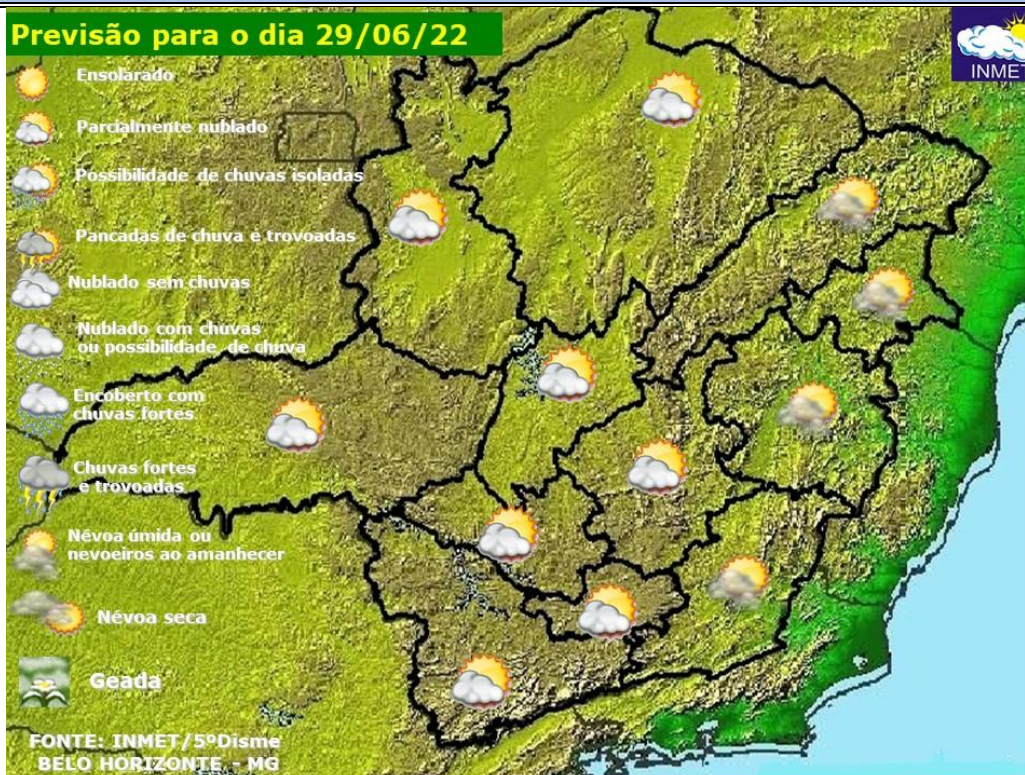 Previsão para o dia 29/06/22
INMET
Ensolarado
Parcialmente nublado
Possibilidade de chuvas isoladas
Pancadas de chuva e trovoadas
Nublado sem chuvas
Nublado com chuvas
ou possibilidade de chuva
Encoberto com
chuvas fortes
Chuvas fortes
e trovoadas
Névoa úmida ou
nevoeiros ao amanhecer
Névoa seca
Geada
FONTE: INMET/5ºDisme
BELO HORIZONTE - MG